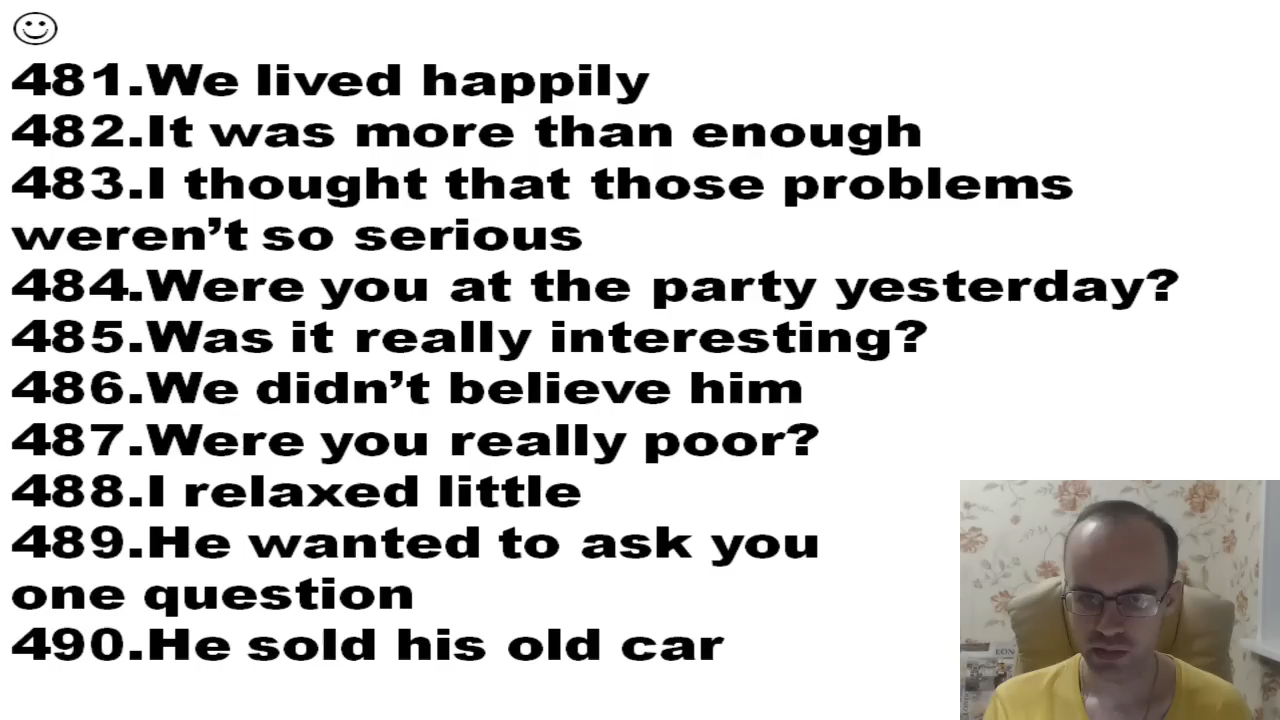 481.We lived happily
482.It was more than enough
483.I thought that those problems
weren’t so serious
484.Were you at the party yesterday?
485.Was it really interesting?
486.We didn’t believe him
487.Were you really poor?
488.I relaxed little
489.He wanted to ask you
one question
490.He sold his old car